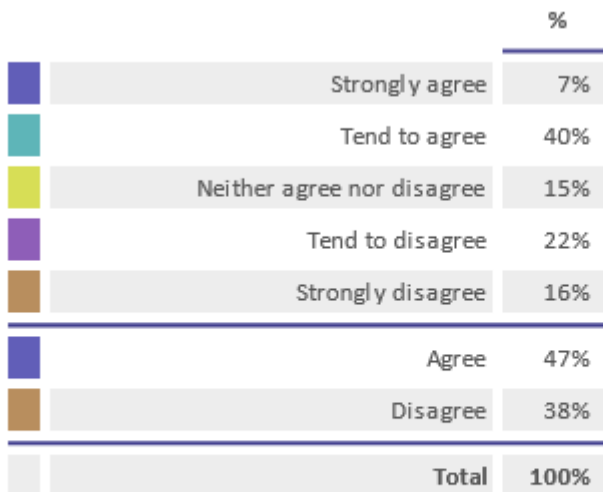 %
Strongly agree 7%
Tend to agree 40%
Neither agree nor disagree 15%
Tend to disagree 22%
Strongly disagree 16%
Agree 47%
Disagree 38%
Total 100%